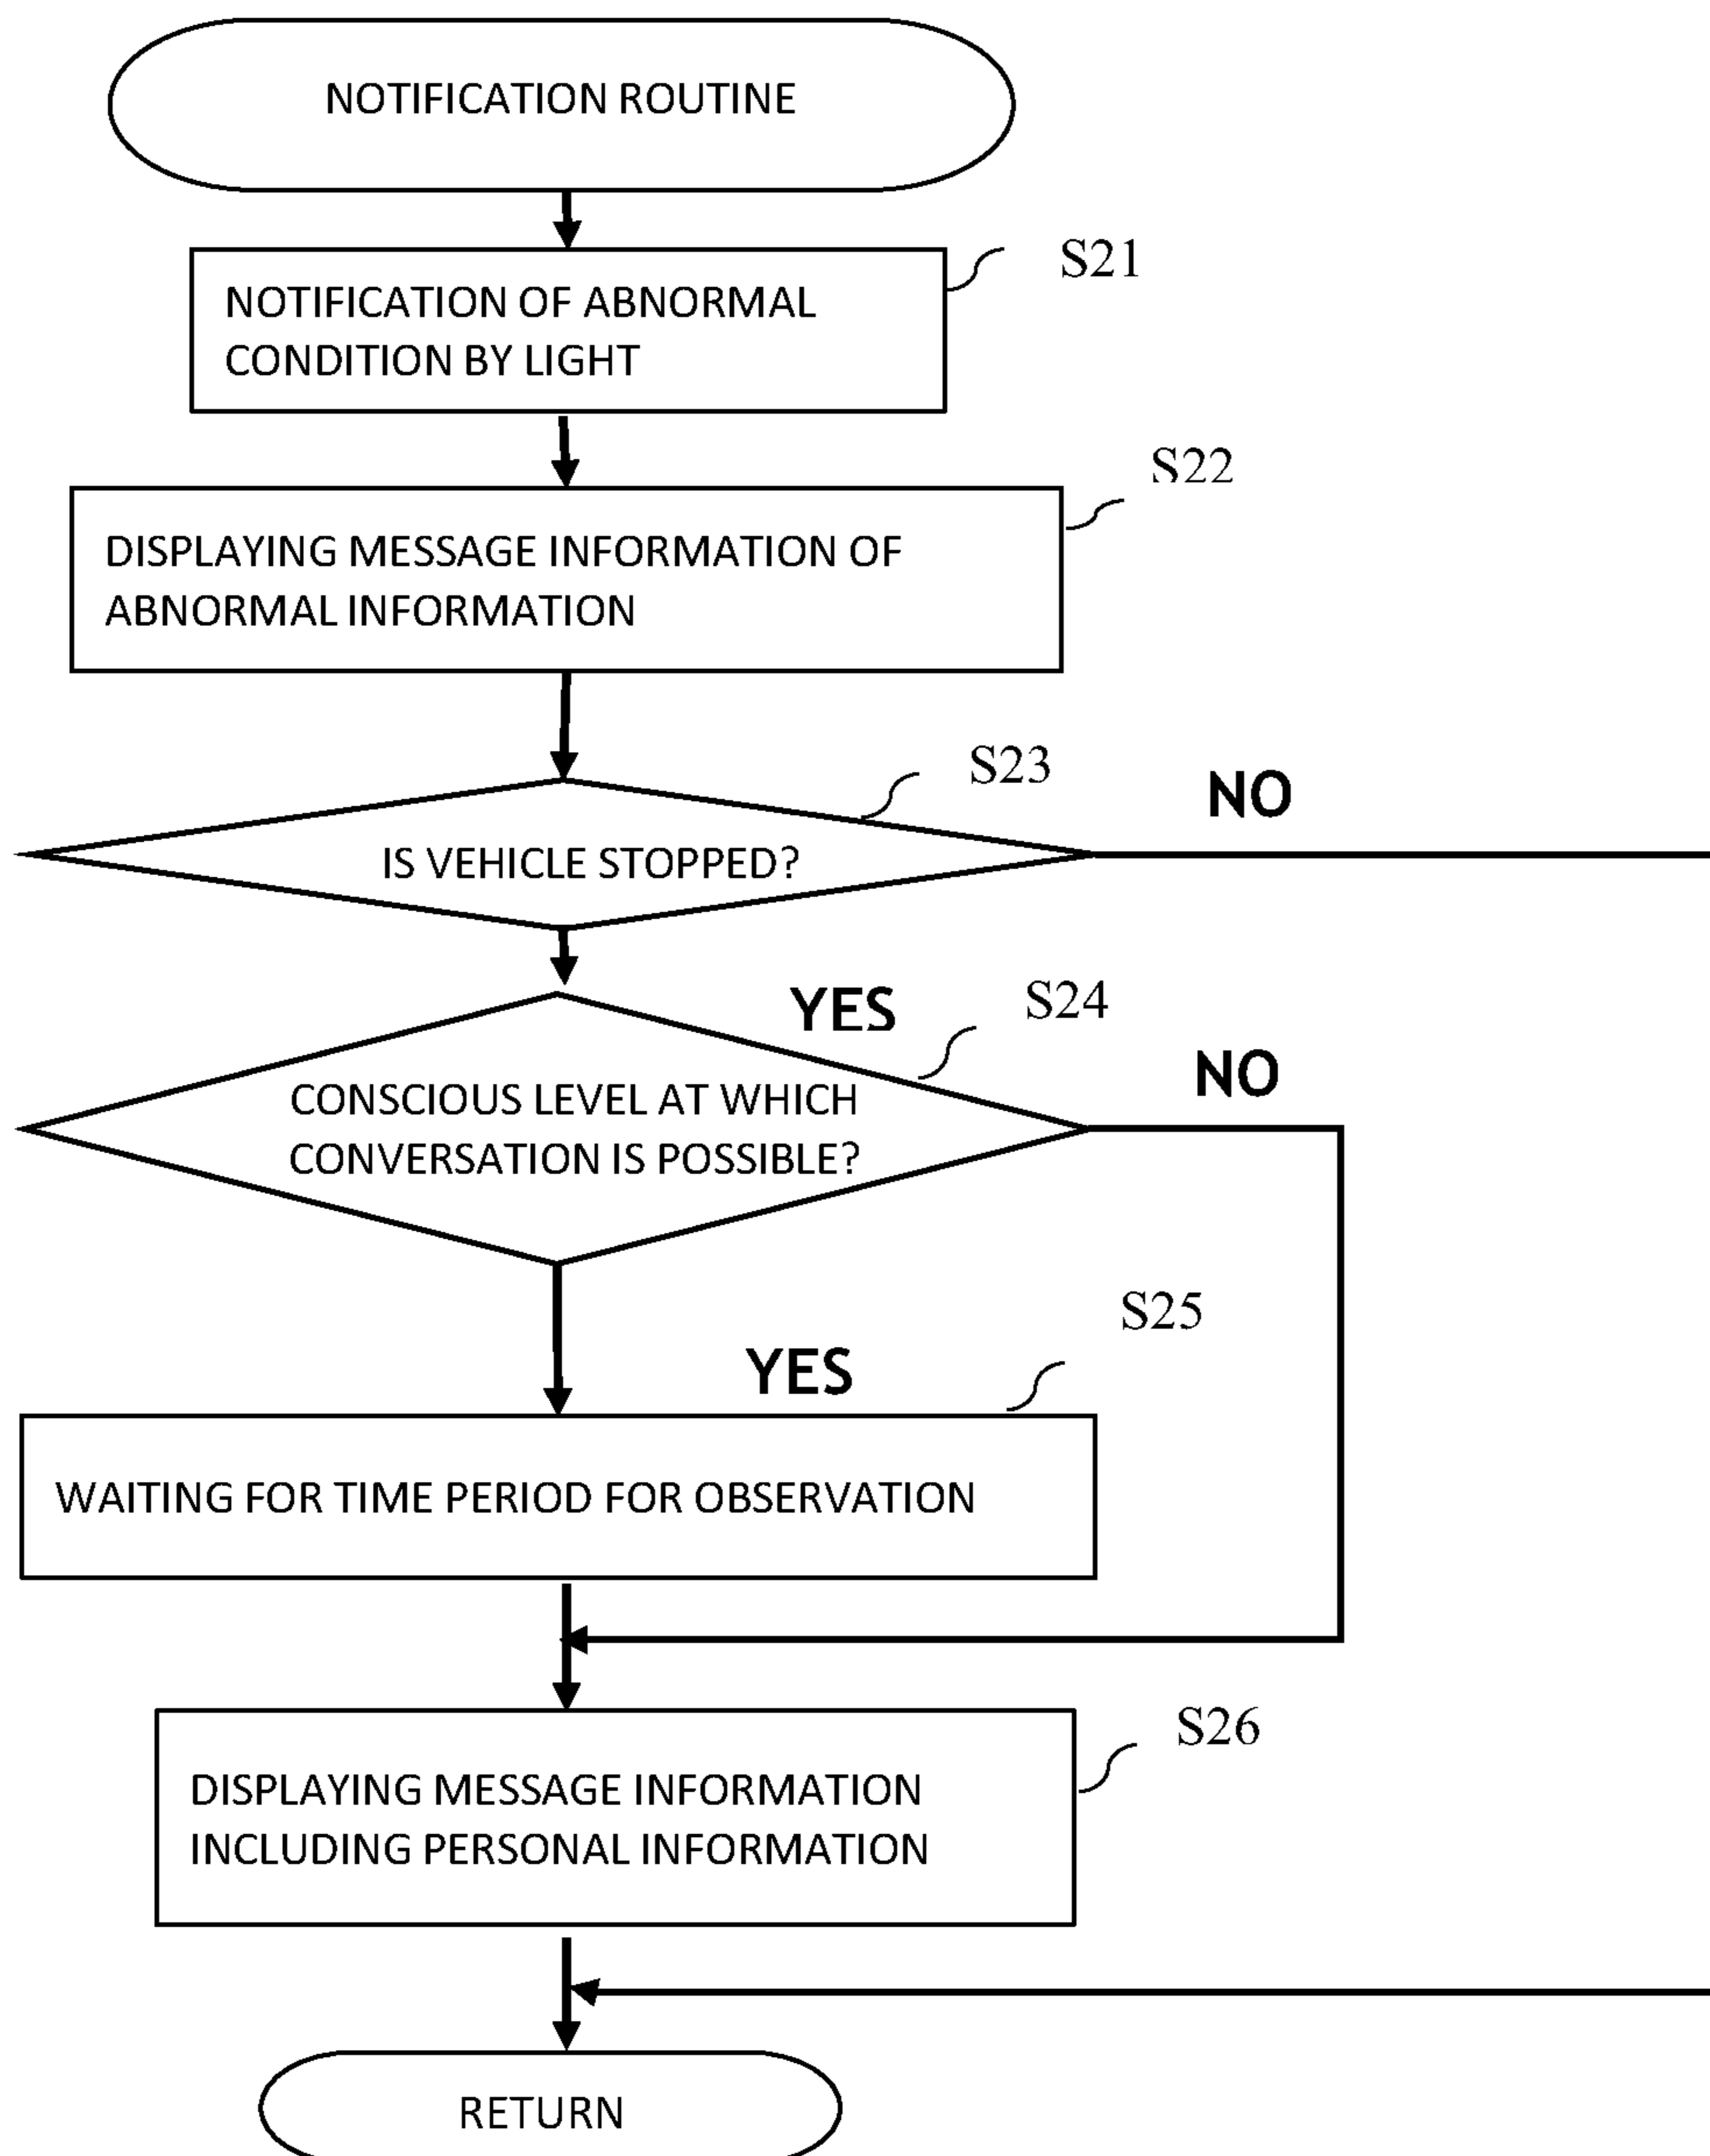 NOTIFICATION ROUTINE
S21
NOTIFICATION OF ABNORMAL
CONDITION BY LIGHT
S22
DISPLAYING MESSAGE INFORMATION OF
ABNORMAL INFORMATION
S23
NO
IS VEHICLE STOPPED?
YES
S24
NO
CONSCIOUS LEVEL AT WHICH
CONVERSATION IS POSSIBLE?
S25
YES
WAITING FOR TIME PERIOD FOR OBSERVATION
S26
DISPLAYING MESSAGE INFORMATION
INCLUDING PERSONAL INFORMATION
RETURN